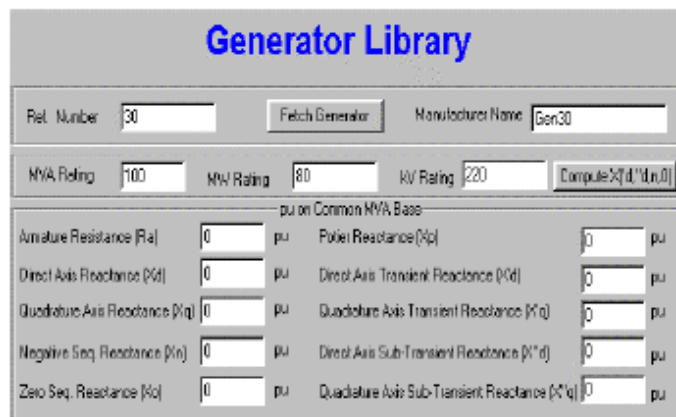 Generator Library
Ref. Number 30 Fetch Generator Manufacturer Name Gen30
MVA Rating 100 MW Rating 80 kV Rating 220 Compute X('d,''d,n,0)
pu on Common MVA Base
Armature Resistance (Ra) 0 pu Potier Reactance (Xp) 0 pu
Direct Axis Reactance (Xd) 0 pu Direct Axis Transient Reactance (X'd) 0 pu
Quadrature Axis Reactance (Xq) 0 pu Quadrature Axis Transient Reactance (X'q) 0 pu
Negative Seq. Reactance (Xn) 0 pu Direct Axis Sub-Transient Reactance (X''d) 0 pu
Zero Seq. Reactance (Xo) 0 pu Quadrature Axis Sub-Transient Reactance (X''q) 0 pu